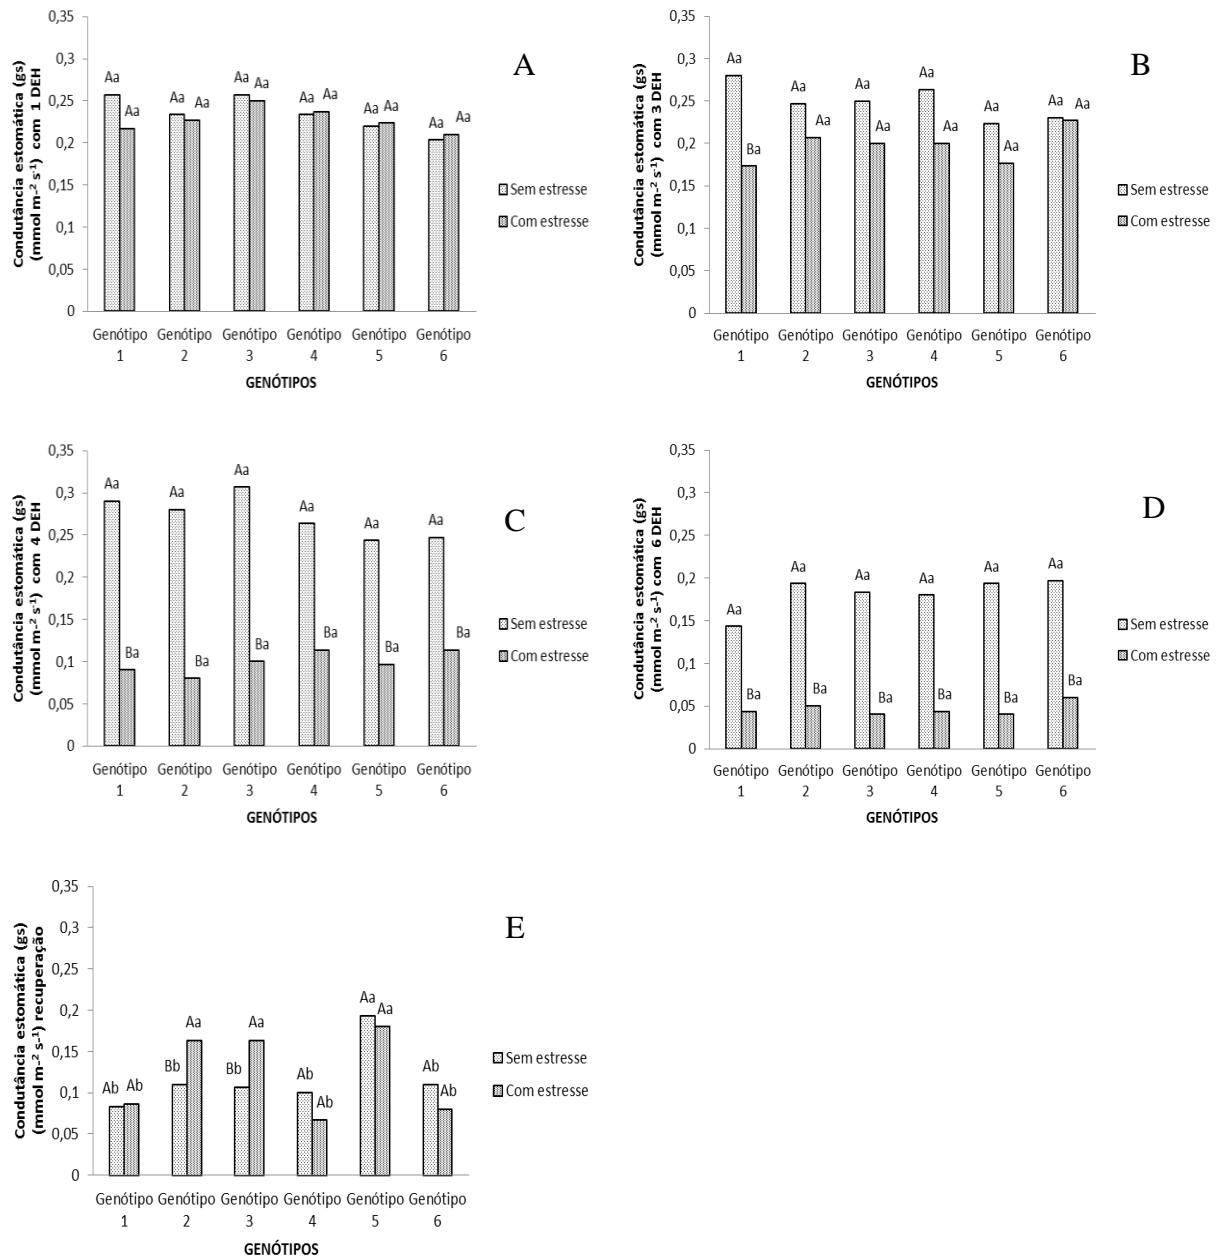 Condutância estomática (gs)
(mmol m-² s-¹) com 1 DEH
0,35
0,3
0,25
0,2
0,15
0,1
0,05
0
Aa Aa Aa Aa Aa Aa Aa Aa Aa Aa Aa Aa
A
Sem estresse
Com estresse
Genótipo 1
Genótipo 2
Genótipo 3
Genótipo 4
Genótipo 5
Genótipo 6
GENÓTIPOS
Condutância estomática (gs)
(mmol m-² s-¹) com 3 DEH
0,35
0,3
0,25
0,2
0,15
0,1
0,05
0
Aa Ba Aa Aa Aa Aa Aa Aa Aa Aa Aa Aa
B
Sem estresse
Com estresse
Genótipo 1
Genótipo 2
Genótipo 3
Genótipo 4
Genótipo 5
Genótipo 6
GENÓTIPOS
Condutância estomática (gs)
(mmol m-² s-¹) com 4 DEH
0,35
0,3
0,25
0,2
0,15
0,1
0,05
0
Aa Ba Aa Ba Aa Ba Aa Ba Aa Ba Aa Ba
C
Sem estresse
Com estresse
Genótipo 1
Genótipo 2
Genótipo 3
Genótipo 4
Genótipo 5
Genótipo 6
GENÓTIPOS
Condutância estomática (gs)
(mmol m-² s-¹) com 6 DEH
0,35
0,3
0,25
0,2
0,15
0,1
0,05
0
Aa Ba Aa Ba Aa Ba Aa Ba Aa Ba Aa Ba
D
Sem estresse
Com estresse
Genótipo 1
Genótipo 2
Genótipo 3
Genótipo 4
Genótipo 5
Genótipo 6
GENÓTIPOS
Condutância estomática (gs)
(mmol m-² s-¹) recuperação
0,35
0,3
0,25
0,2
0,15
0,1
0,05
0
Ab Ab Bb Aa Bb Aa Ab Ab Aa Aa Ab Ab
E
Sem estresse
Com estresse
Genótipo 1
Genótipo 2
Genótipo 3
Genótipo 4
Genótipo 5
Genótipo 6
GENÓTIPOS